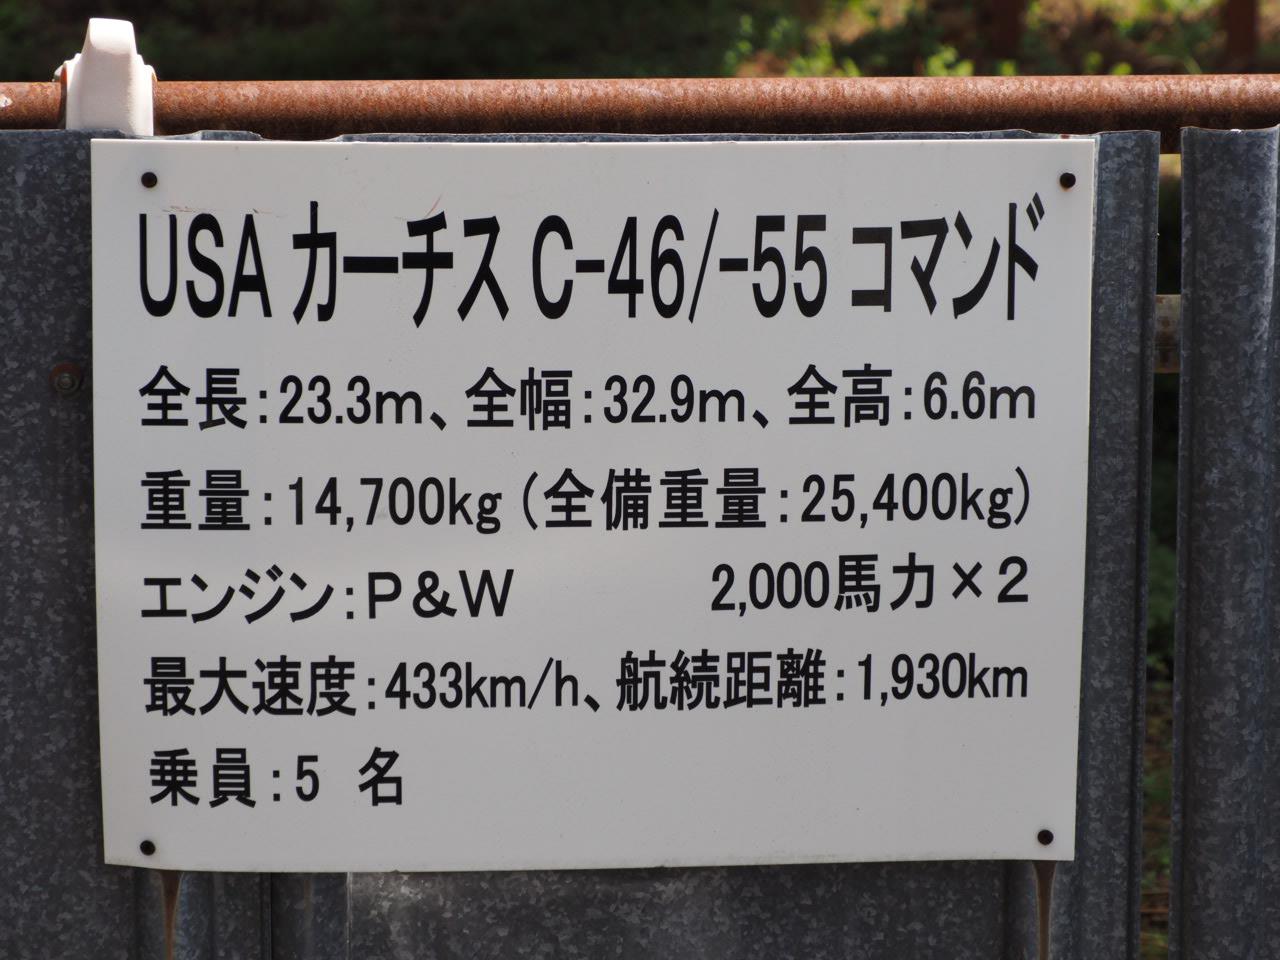 USA カーチス C-46/-55 コマンド
全長：23.3m、全幅：32.9m、全高：6.6m
重量：14,700kg（全備重量：25,400kg）
エンジン：P&W 2,000馬力×2
最大速度：433km/h、航続距離：1,930km
乗員：5 名